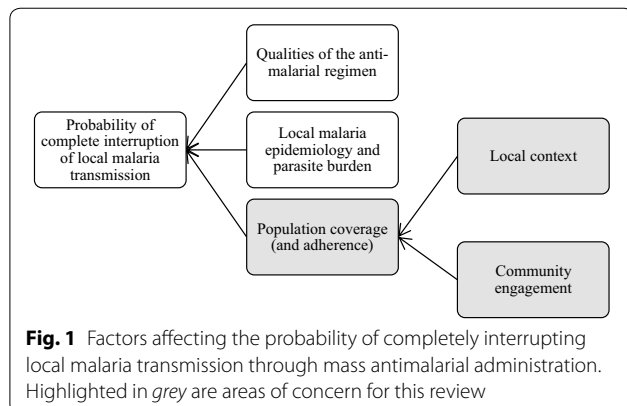 Qualities of the anti-
malarial regimen
Probability of
complete interruption
of local malaria
transmission
Local malaria
epidemiology and
parasite burden
Local context
Population coverage
(and adherence)
Community
engagement
Fig. 1 Factors affecting the probability of completely interrupting
local malaria transmission through mass antimalarial administration.
Highlighted in grey are areas of concern for this review